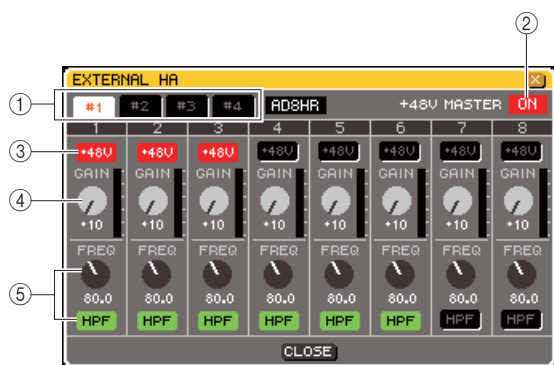 ②
EXTERNAL HA
① #1 #2 #3 #4 AD8HR +48V MASTER ON
1 2 3 4 5 6 7 8
③ +48V +48V +48V +48V +48V +48V +48V +48V
GAIN GAIN GAIN GAIN GAIN GAIN GAIN GAIN
④
+10 +10 +10 +10 +10 +10 +10 +10
FREQ FREQ FREQ FREQ FREQ FREQ FREQ FREQ
⑤
80.0 80.0 80.0 80.0 80.0 80.0 80.0 80.0
HPF HPF HPF HPF HPF HPF HPF HPF
CLOSE